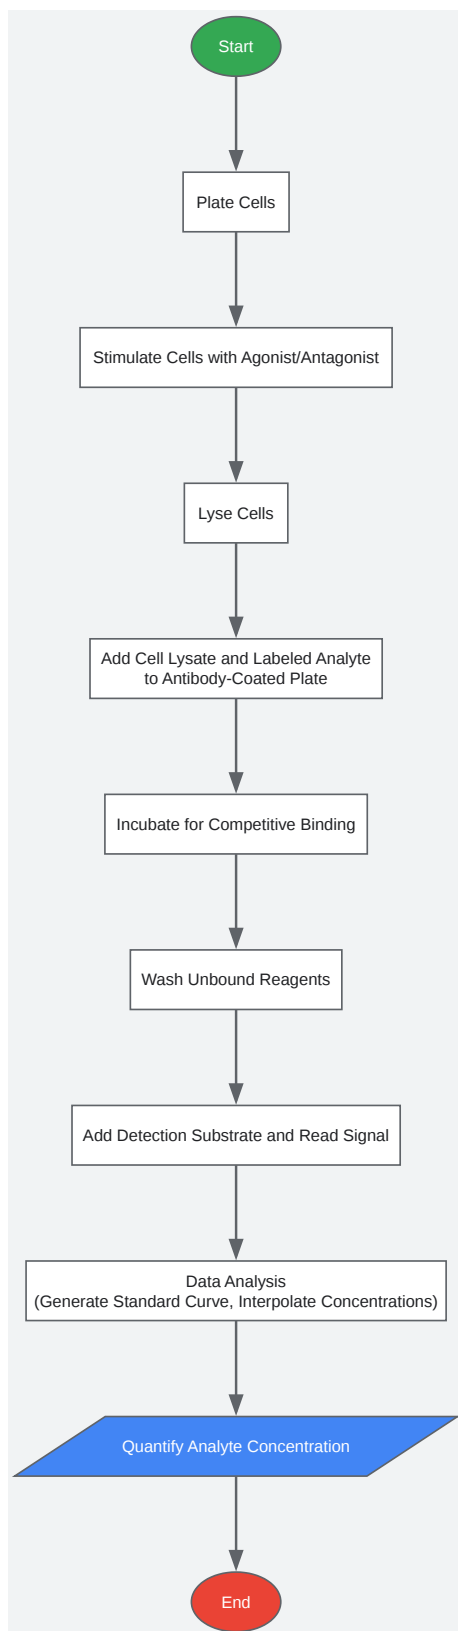 Start
Plate Cells
Stimulate Cells with Agonist/Antagonist
Lyse Cells
Add Cell Lysate and Labeled Analyte
to Antibody-Coated Plate
Incubate for Competitive Binding
Wash Unbound Reagents
Add Detection Substrate and Read Signal
Data Analysis
(Generate Standard Curve, Interpolate Concentrations)
Quantify Analyte Concentration
End